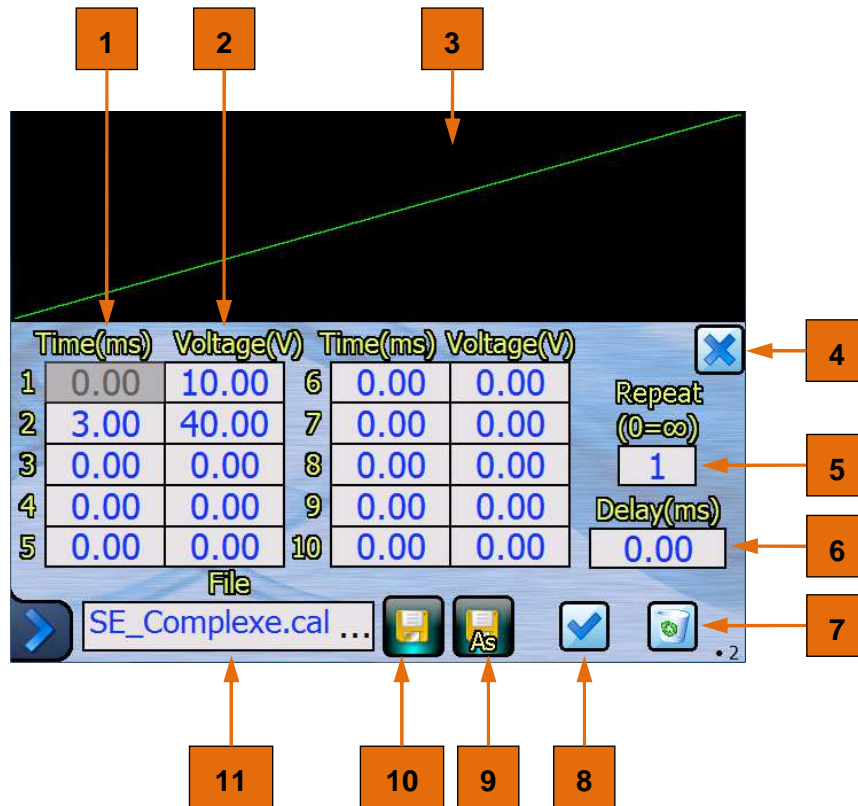 1 2 3
Time(ms) Voltage(V) Time(ms) Voltage(V)
4
1 0.00 10.00 6 0.00 0.00
Repeat
2 3.00 40.00 7 0.00 0.00
(0=∞)
3 0.00 0.00 8 0.00 0.00
1 5
4 0.00 0.00 9 0.00 0.00
Delay(ms)
5 0.00 0.00 10 0.00 0.00
0.00 6
File
SE_Complexe.cal ...
As
7
• 2
11 10 9 8